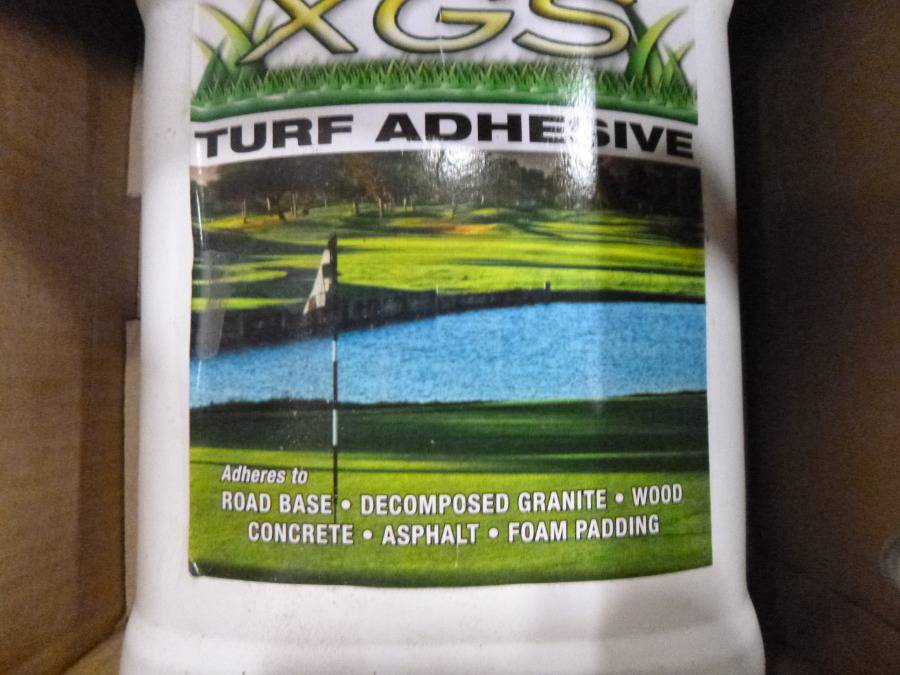 XGS
TURF ADHESIVE
Adheres to
ROAD BASE • DECOMPOSED GRANITE • WOOD
CONCRETE • ASPHALT • FOAM PADDING